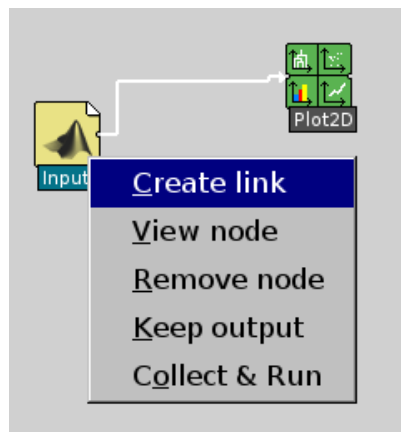 Plot2D
Input
Create link
View node
Remove node
Keep output
Collect & Run